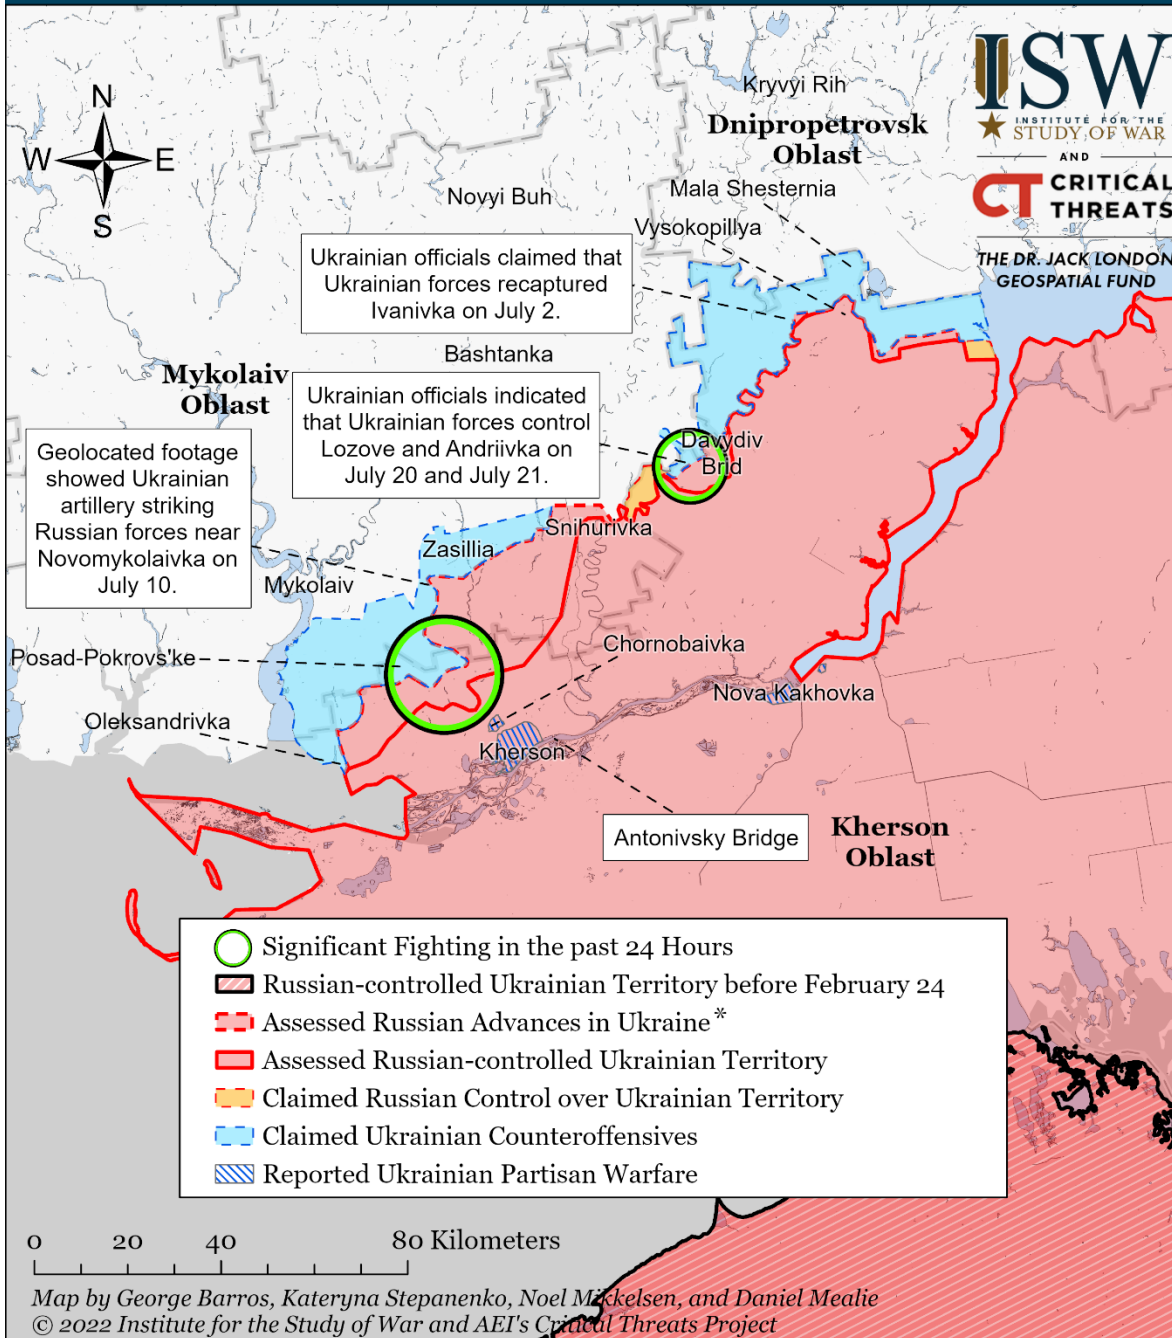 N
W
E
S
ISW
INSTITUTE FOR THE
STUDY OF WAR
AND
CT CRITICAL
THREATS
THE DR. JACK LONDON
GEOSPATIAL FUND
Kryvyi Rih
Dnipropetrovsk
Oblast
Mala Shesternia
Novyi Buh
Vysokopillya
Ukrainian officials claimed that
Ukrainian forces recaptured
Ivanivka on July 2.
Bashtanka
Mykolaiv
Oblast
Ukrainian officials indicated
that Ukrainian forces control
Lozove and Andriivka on
July 20 and July 21.
Davydiv
Brid
Geolocated footage
showed Ukrainian
artillery striking
Russian forces near
Novomykolaivka on
July 10.
Snihurivka
Zasillia
Mykolaiv
Chornobaivka
Posad-Pokrovs'ke
Nova Kakhovka
Oleksandrivka
Kherson
Antonivsky Bridge
Kherson
Oblast
Significant Fighting in the past 24 Hours
Russian-controlled Ukrainian Territory before February 24
Assessed Russian Advances in Ukraine*
Assessed Russian-controlled Ukrainian Territory
Claimed Russian Control over Ukrainian Territory
Claimed Ukrainian Counteroffensives
Reported Ukrainian Partisan Warfare
0 20 40 80 Kilometers
Map by George Barros, Kateryna Stepanenko, Noel Mikkelsen, and Daniel Mealie
© 2022 Institute for the Study of War and AEI's Critical Threats Project